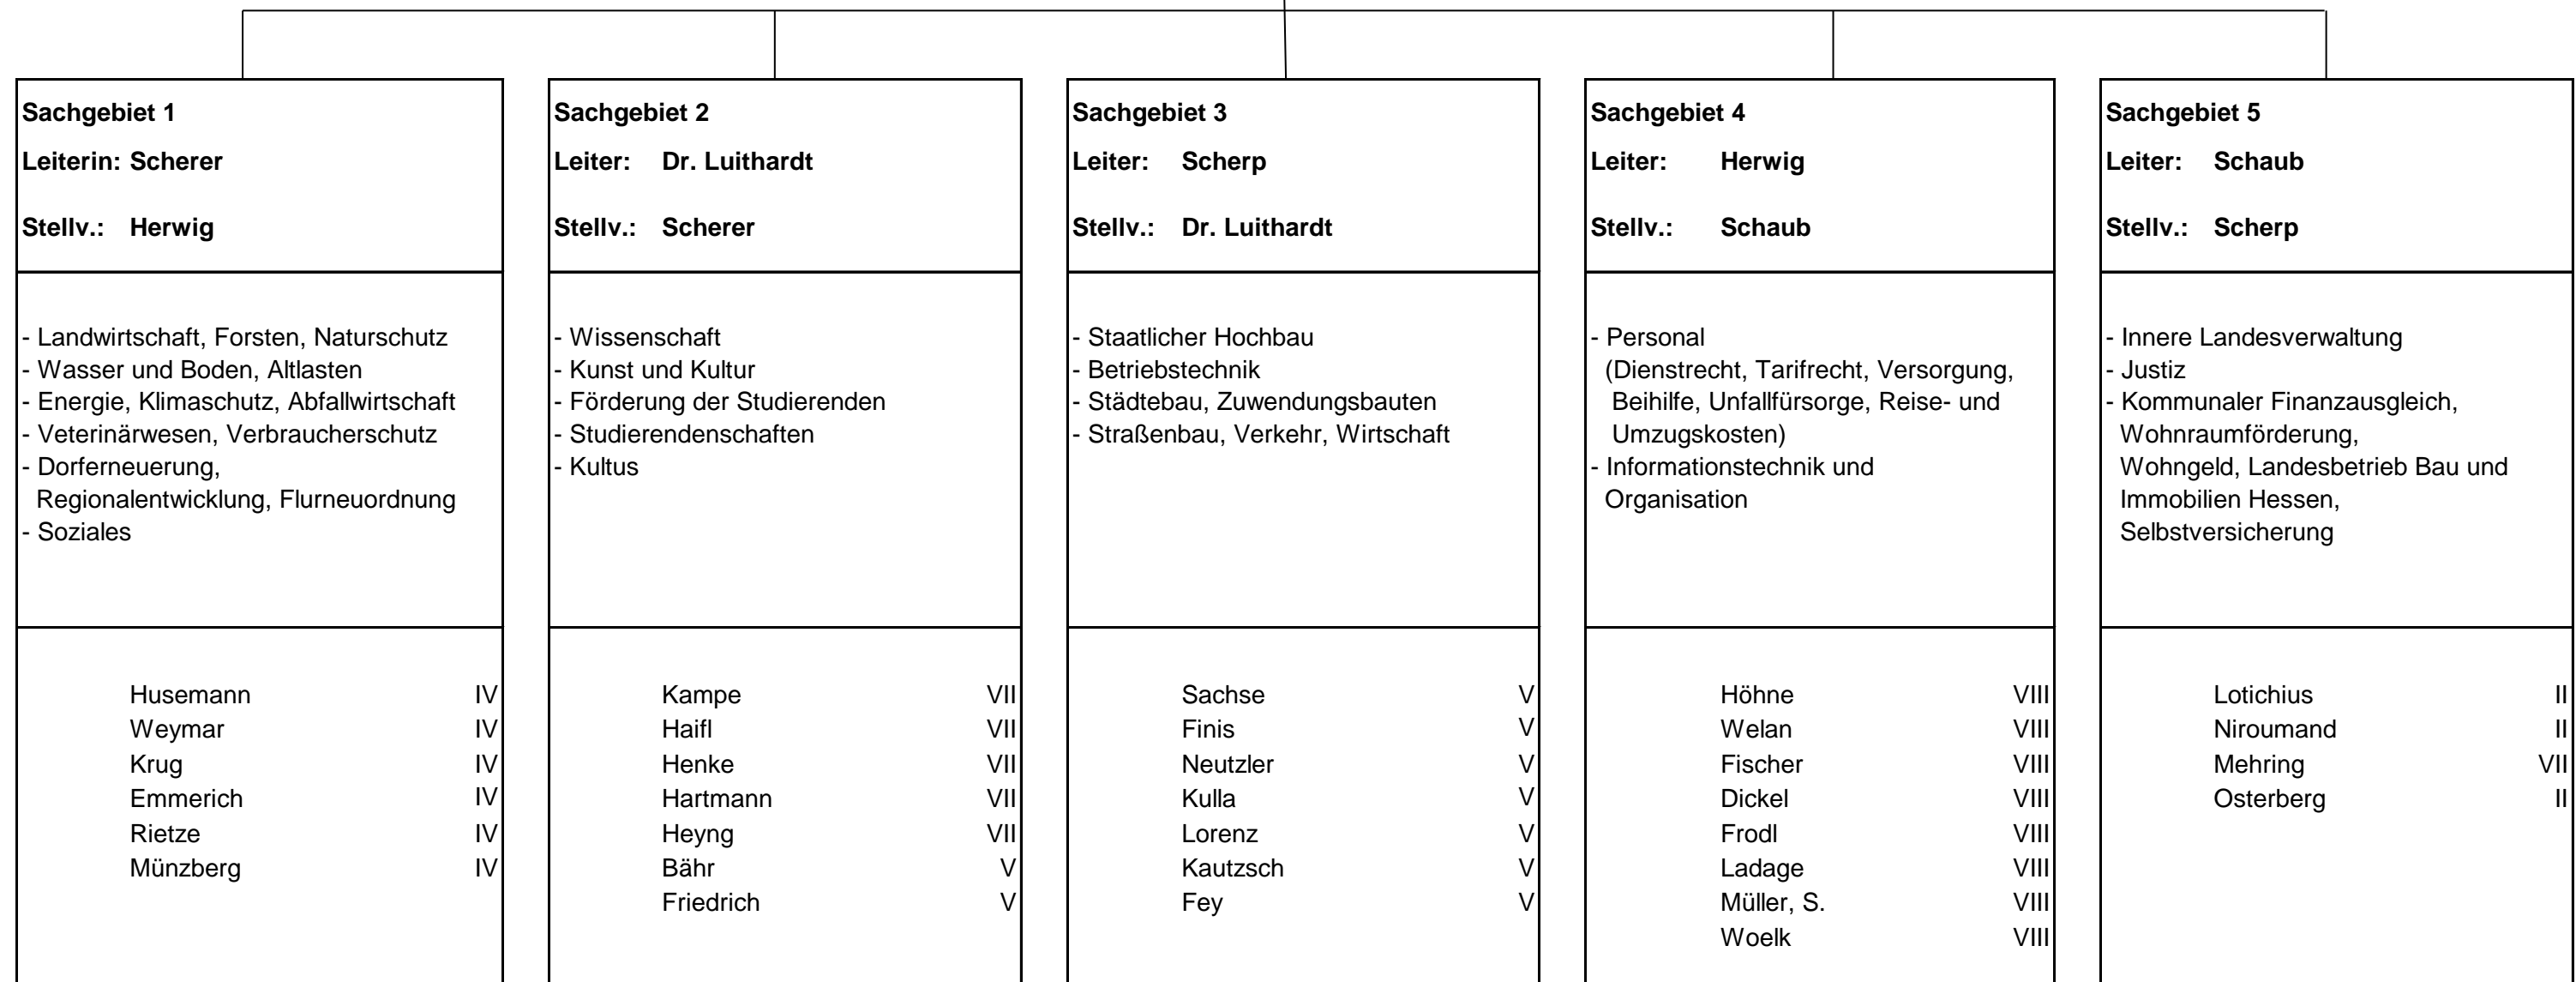 Sachgebiet 1
Leiterin: Scherer
Stellv.: Herwig
- Landwirtschaft, Forsten, Naturschutz
- Wasser und Boden, Altlasten
- Energie, Klimaschutz, Abfallwirtschaft
- Veterinärwesen, Verbraucherschutz
- Dorferneuerung,
Regionalentwicklung, Flurneuordnung
- Soziales
Husemann IV
Weymar IV
Krug IV
Emmerich IV
Rietze IV
Münzberg IV
Sachgebiet 2
Leiter: Dr. Luithardt
Stellv.: Scherer
- Wissenschaft
- Kunst und Kultur
- Förderung der Studierenden
- Studierendenschaften
- Kultus
Kampe VII
Haifl VII
Henke VII
Hartmann VII
Heyng VII
Bähr V
Friedrich V
Sachgebiet 3
Leiter: Scherp
Stellv.: Dr. Luithardt
- Staatlicher Hochbau
- Betriebstechnik
- Städtebau, Zuwendungsbauten
- Straßenbau, Verkehr, Wirtschaft
Sachse V
Finis V
Neutzler V
Kulla V
Lorenz V
Kautzsch V
Fey V
Sachgebiet 4
Leiter: Herwig
Stellv.: Schaub
- Personal
(Dienstrecht, Tarifrecht, Versorgung,
Beihilfe, Unfallfürsorge, Reise- und
Umzugskosten)
- Informationstechnik und
Organisation
Höhne VIII
Welan VIII
Fischer VIII
Dickel VIII
Frodl VIII
Ladage VIII
Müller, S. VIII
Woelk VIII
Sachgebiet 5
Leiter: Schaub
Stellv.: Scherp
- Innere Landesverwaltung
- Justiz
- Kommunaler Finanzausgleich,
Wohnraumförderung,
Wohngeld, Landesbetrieb Bau und
Immobilien Hessen,
Selbstversicherung
Lotichius II
Niroumand II
Mehring VII
Osterberg II